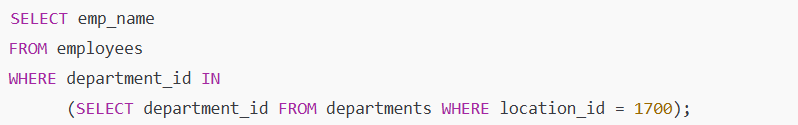 SELECT emp_name
FROM employees
WHERE department_id IN
(SELECT department_id FROM departments WHERE location_id = 1700);